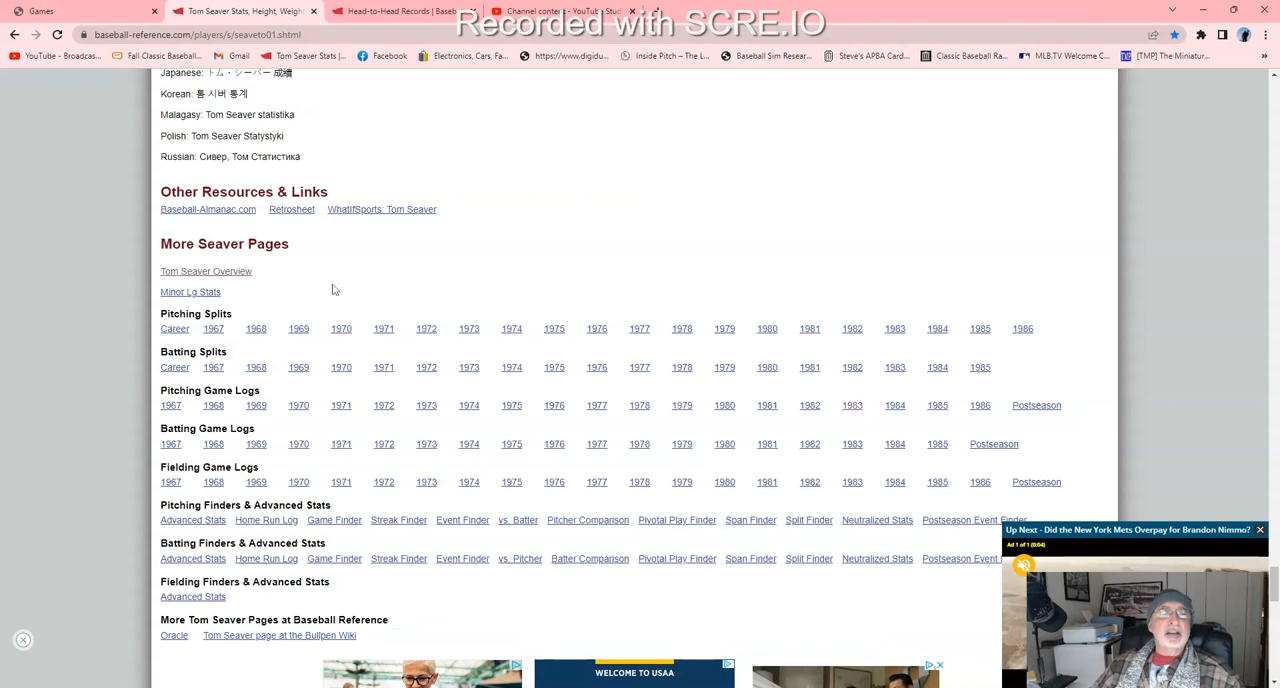 Tom Seaver Stats, Height, Weight
Head-to-Head Records | Baseb
Channel content - YouTube Studi
Games
Recorded with SCRE.IO
baseball-reference.com/players/s/seaveto01.shtml
YouTube - Broadcas... Fall Classic Baseball... Gmail Tom Seaver Stats |... Facebook Electronics, Cars, Fa... https://www.digidu... Inside Pitch – The L... Baseball Sim Resear... Steve's APBA Card... Classic Baseball Ra... MLB.TV Welcome C... [TMP] The Miniatur...
Japanese: トム・シーバー 成績
Korean: 톰 시버 통계
Malagasy: Tom Seaver statistika
Polish: Tom Seaver Statystyki
Russian: Сивер, Том Статистика
Other Resources & Links
Baseball-Almanac.com Retrosheet WhatIfSports: Tom Seaver
More Seaver Pages
Tom Seaver Overview
Minor Lg Stats
Pitching Splits
Career 1967 1968 1969 1970 1971 1972 1973 1974 1975 1976 1977 1978 1979 1980 1981 1982 1983 1984 1985 1986
Batting Splits
Career 1967 1968 1969 1970 1971 1972 1973 1974 1975 1976 1977 1978 1979 1980 1981 1982 1983 1984 1985
Pitching Game Logs
1967 1968 1969 1970 1971 1972 1973 1974 1975 1976 1977 1978 1979 1980 1981 1982 1983 1984 1985 1986 Postseason
Batting Game Logs
1967 1968 1969 1970 1971 1972 1973 1974 1975 1976 1977 1978 1979 1980 1981 1982 1983 1984 1985 Postseason
Fielding Game Logs
1967 1968 1969 1970 1971 1972 1973 1974 1975 1976 1977 1978 1979 1980 1981 1982 1983 1984 1985 1986 Postseason
Pitching Finders & Advanced Stats
Advanced Stats Home Run Log Game Finder Streak Finder Event Finder vs. Batter Pitcher Comparison Pivotal Play Finder Span Finder Split Finder Neutralized Stats Postseason Event Finder
Batting Finders & Advanced Stats
Advanced Stats Home Run Log Game Finder Streak Finder Event Finder vs. Pitcher Batter Comparison Pivotal Play Finder Span Finder Split Finder Neutralized Stats Postseason Event F
Fielding Finders & Advanced Stats
Advanced Stats
More Tom Seaver Pages at Baseball Reference
Oracle Tom Seaver page at the Bullpen Wiki
Up Next - Did the New York Mets Overpay for Brandon Nimmo?
Ad 1 of 1 (0:04)
WELCOME TO USAA